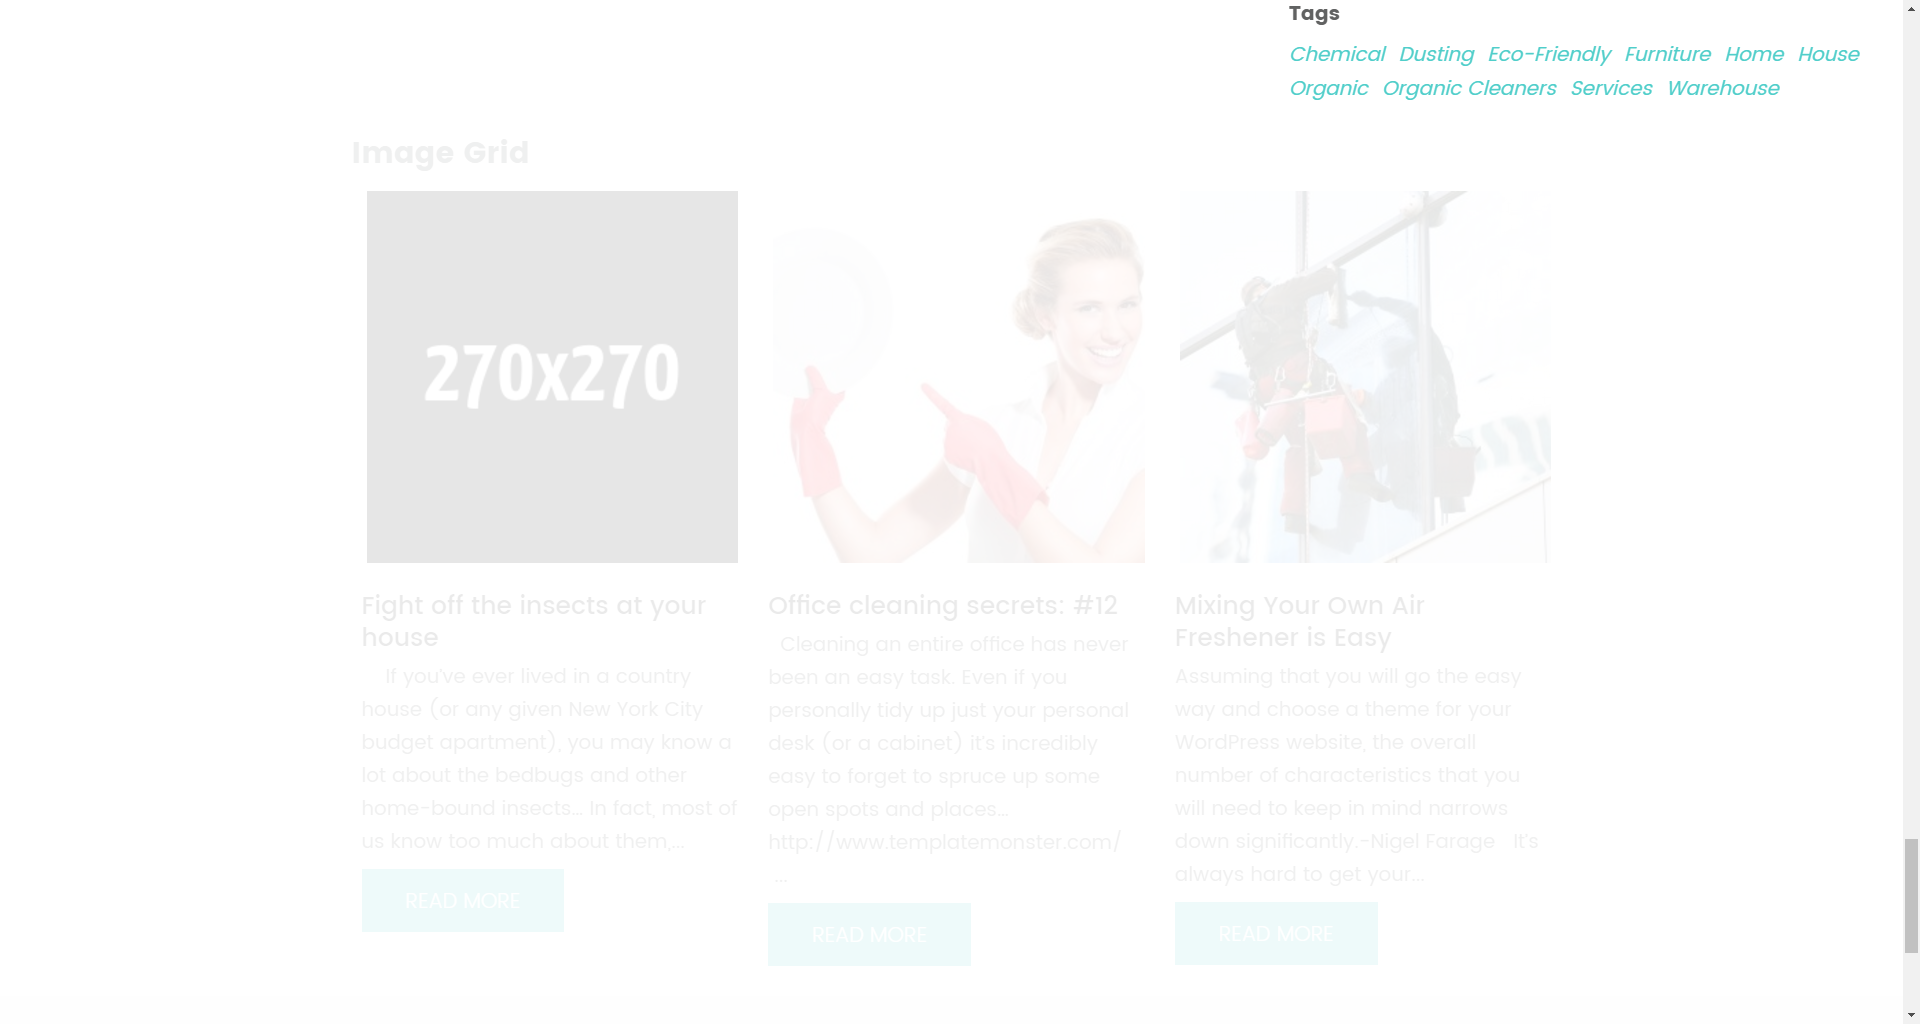 Tags
Chemical Dusting Eco-Friendly Furniture Home House
Organic Organic Cleaners Services Warehouse
Image Grid
270x270
Fight off the insects at your
house
If you've ever lived in a country
house (or any given New York City
budget apartment), you may know a
lot about the bedbugs and other
home-bound insects... In fact, most of
us know too much about them,...
READ MORE
Office cleaning secrets: #12
Cleaning an entire office has never
been an easy task. Even if you
personally tidy up just your personal
desk (or a cabinet) it's incredibly
easy to forget to spruce up some
open spots and places...
http://www.templatemonster.com/
...
READ MORE
Mixing Your Own Air
Freshener is Easy
Assuming that you will go the easy
way and choose a theme for your
WordPress website, the overall
number of characteristics that you
will need to keep in mind narrows
down significantly.-Nigel Farage It's
always hard to get your...
READ MORE